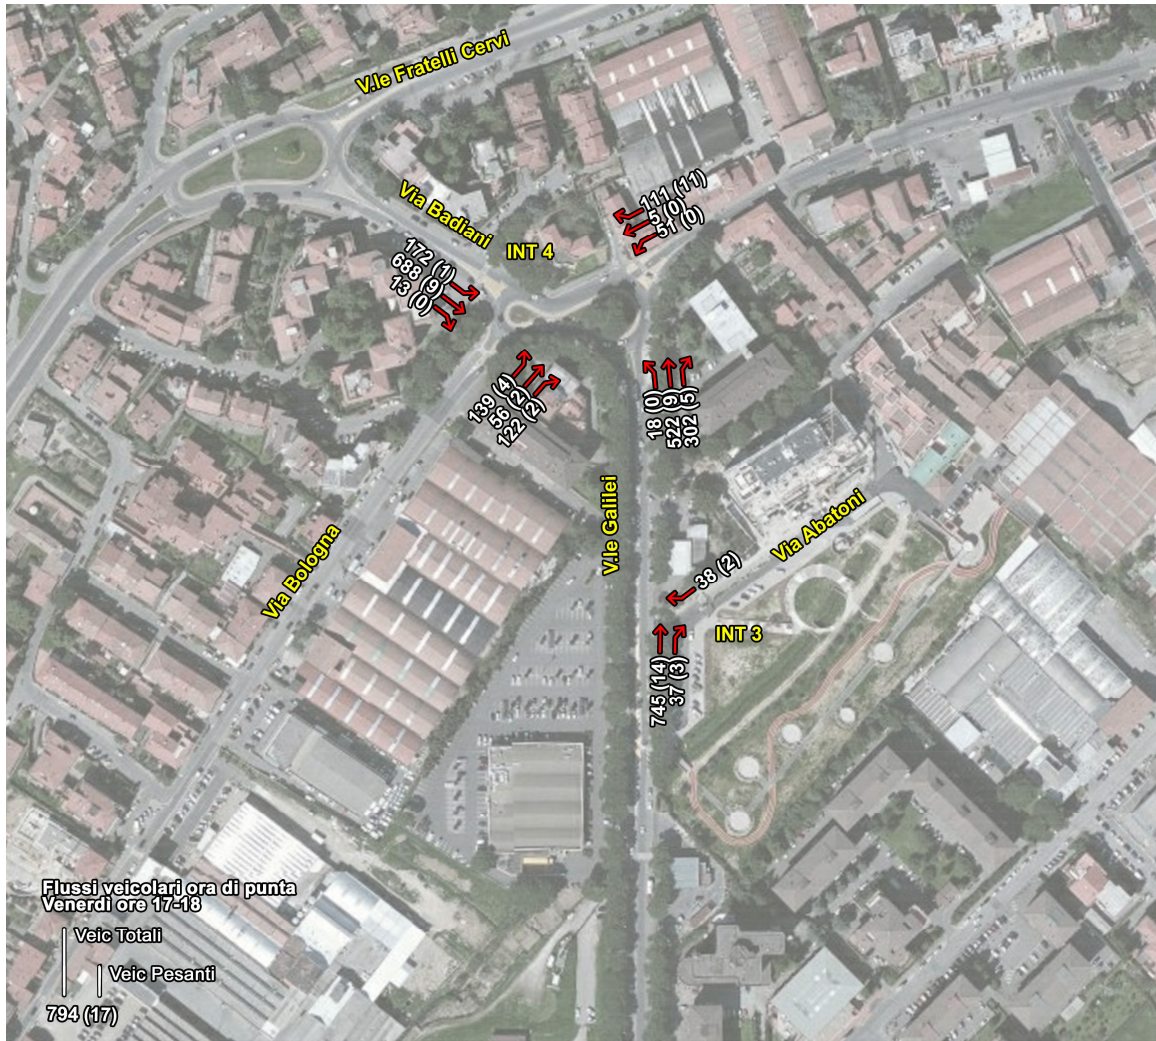 V.le Fratelli Cervi
Via Badiani
INT 4
111 (11)
5 (0)
51 (0)
172 (1)
688 (9)
13 (0)
139 (4)
56 (2)
122 (2)
18 (0)
522 (9)
302 (5)
V.le Galilei
Via Bologna
Via Abatoni
38 (2)
INT 3
745 (14)
37 (3)
Flussi veicolari ora di punta
Venerdì ore 17-18
Veic Totali
Veic Pesanti
794 (17)